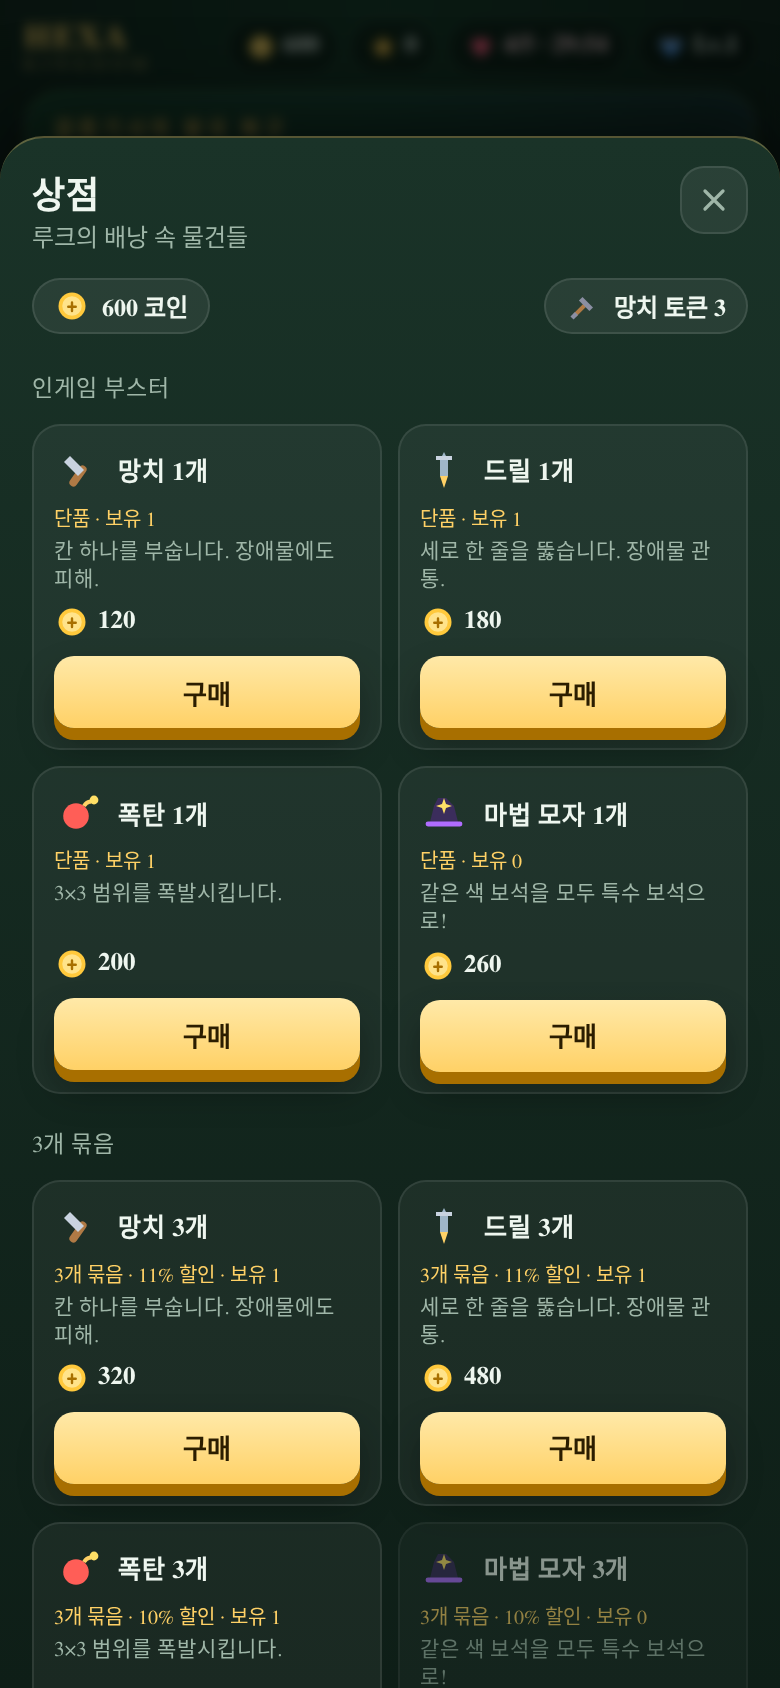 HEXA
상점
루크의 배낭 속 물건들
600 코인
망치 토큰 3
인게임 부스터
망치 1개
단품 · 보유 1
칸 하나를 부숩니다. 장애물에도
피해.
120
구매
드릴 1개
단품 · 보유 1
세로 한 줄을 뚫습니다. 장애물 관
통.
180
구매
폭탄 1개
단품 · 보유 1
3×3 범위를 폭발시킵니다.
200
구매
마법 모자 1개
단품 · 보유 0
같은 색 보석을 모두 특수 보석으
로!
260
구매
3개 묶음
망치 3개
3개 묶음 · 11% 할인 · 보유 1
칸 하나를 부숩니다. 장애물에도
피해.
320
구매
드릴 3개
3개 묶음 · 11% 할인 · 보유 1
세로 한 줄을 뚫습니다. 장애물 관
통.
480
구매
폭탄 3개
3개 묶음 · 10% 할인 · 보유 1
3×3 범위를 폭발시킵니다.
마법 모자 3개
3개 묶음 · 10% 할인 · 보유 0
같은 색 보석을 모두 특수 보석으
로!